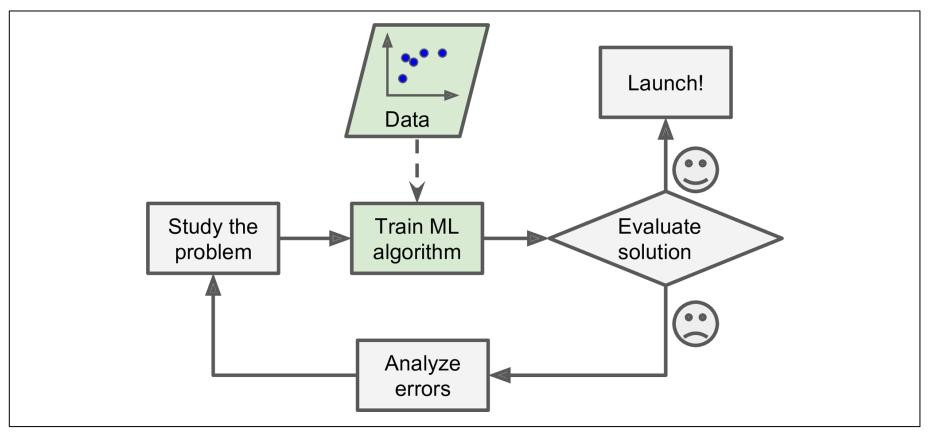 Data
Launch!
Study the
problem
Train ML
algorithm
Evaluate
solution
Analyze
errors